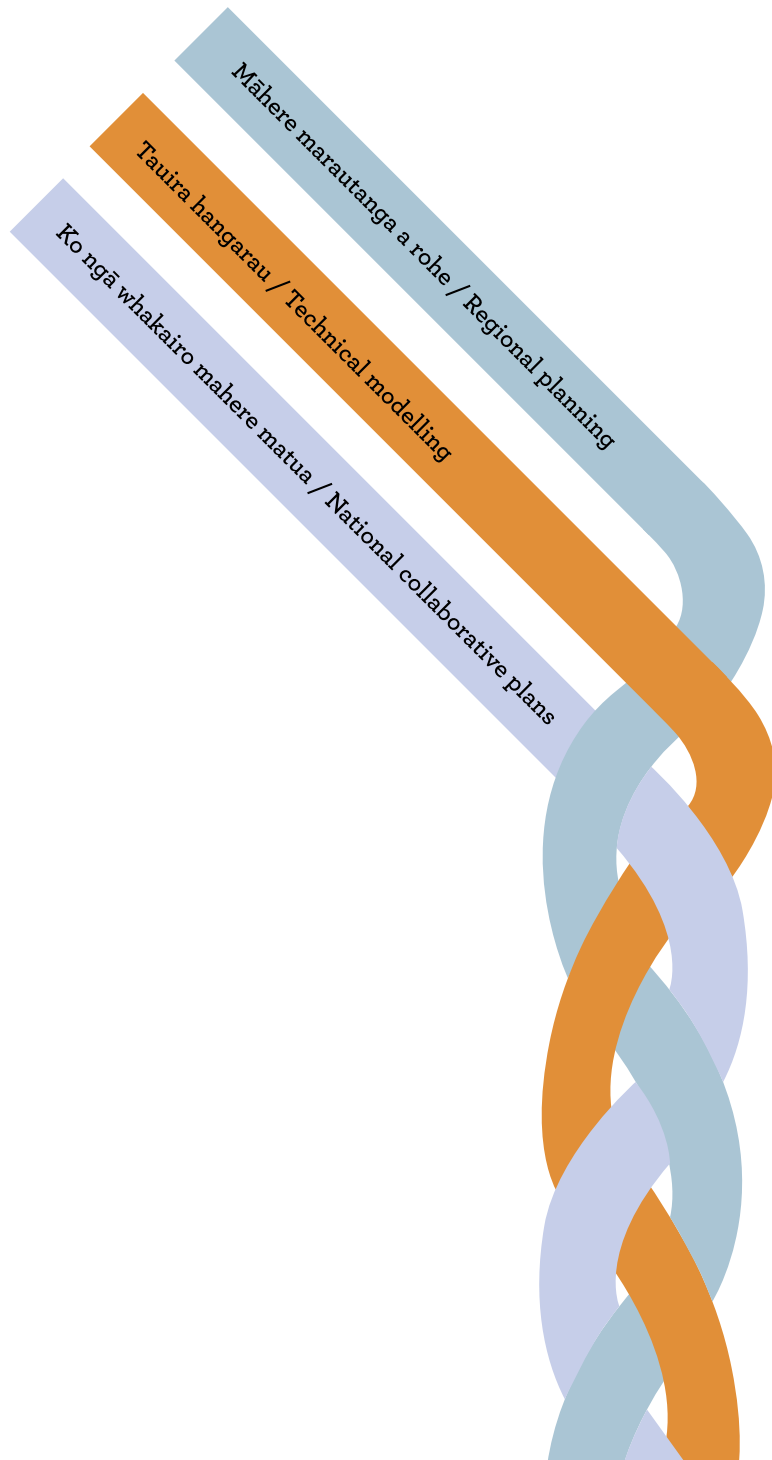 Māhere marautanga a rohe / Regional planning
Tauira hangarau / Technical modelling
Ko ngā whakairo mahere matua / National collaborative plans